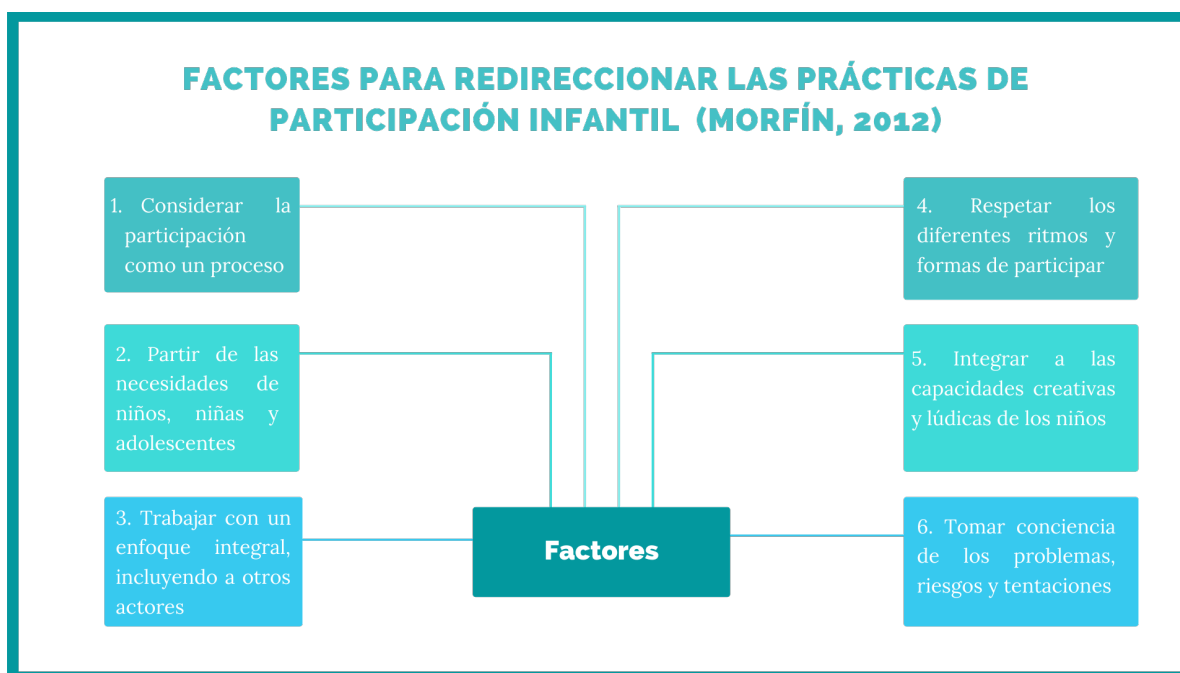 FACTORES PARA REDIRECCIONAR LAS PRÁCTICAS DE
PARTICIPACIÓN INFANTIL (MORFÍN, 2012)
1. Considerar la
participación
como un proceso
2. Partir de las
necesidades de
niños, niñas y
adolescentes
3. Trabajar con un
enfoque integral,
incluyendo a otros
actores
Factores
4. Respetar los
diferentes ritmos y
formas de participar
5. Integrar a las
capacidades creativas
y lúdicas de los niños
6. Tomar conciencia
de los problemas,
riesgos y tentaciones